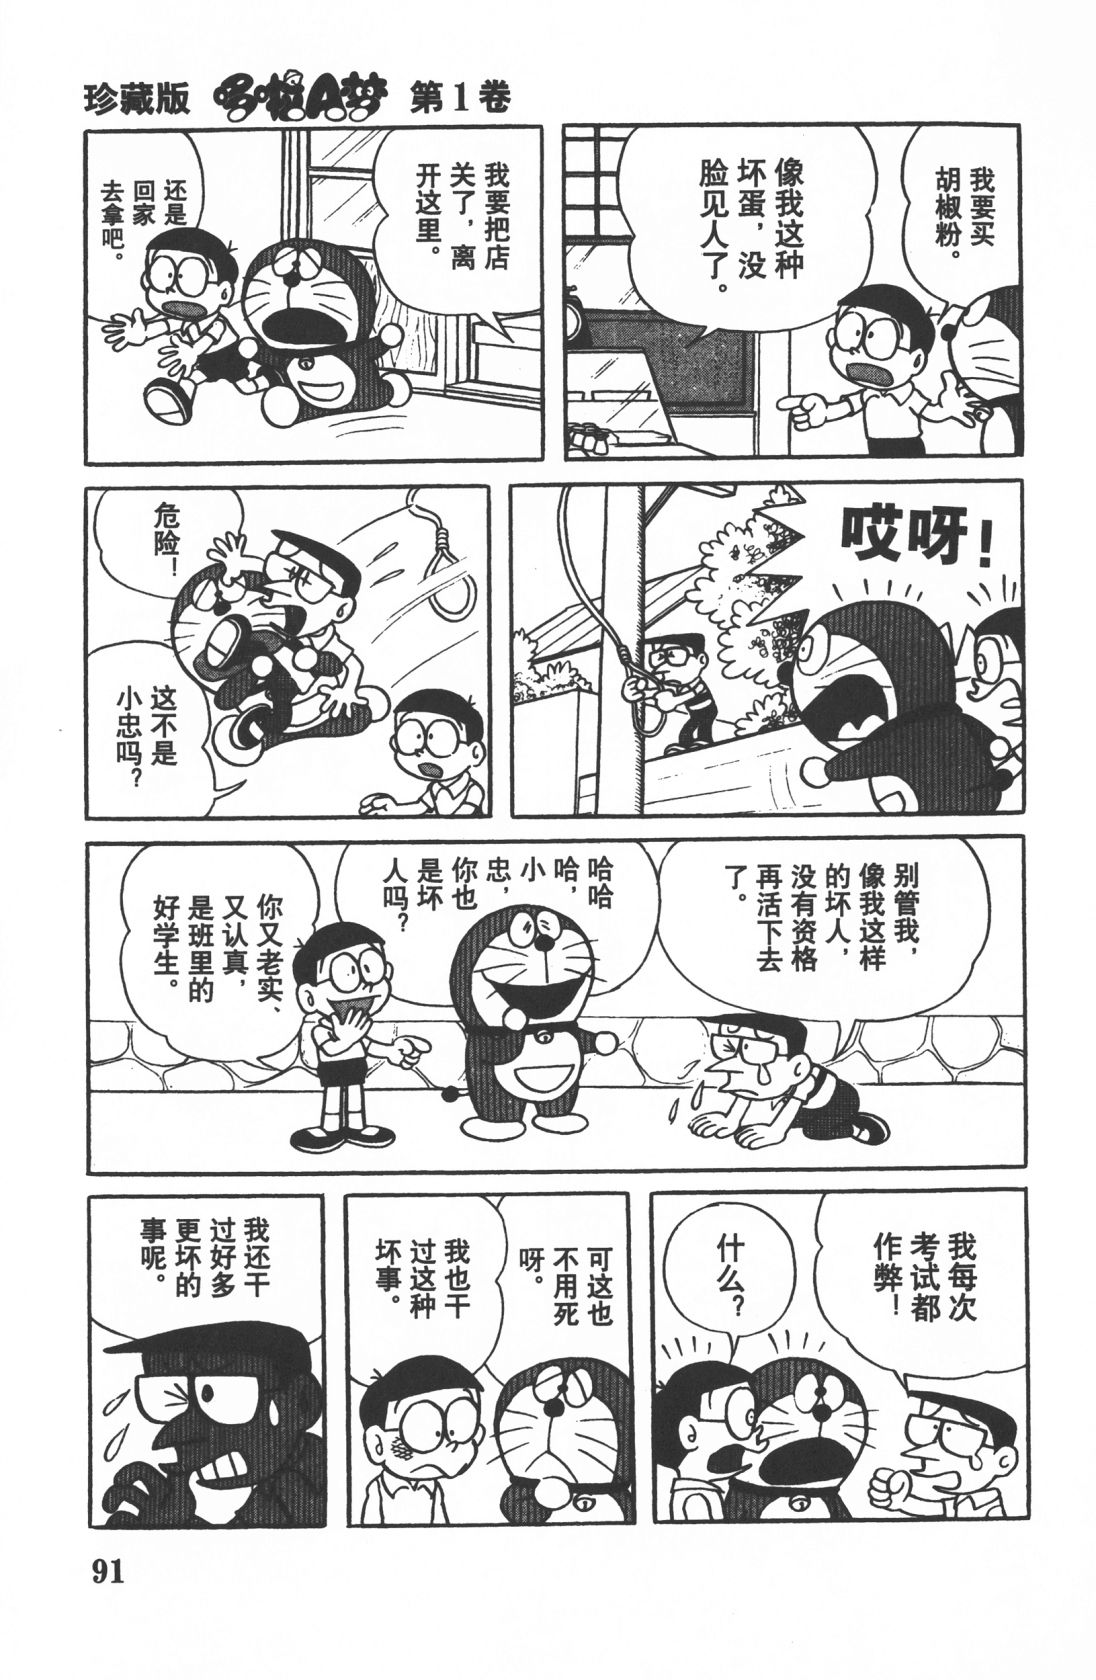 珍藏版 哆啦A梦 第1卷
我要买
胡椒粉。
像我这种
坏蛋，没
脸见人了。
我要把店
关了，离
开这里。
还是
回家
去拿吧。
哎呀！
危险！
这不是
小忠吗？
别管我，
像我这样
的坏人，
没有资格
再活下去
了。
哈哈
哈，
小忠，
你也
是坏
人吗？
你又老实、
又认真，
是班里的
好学生。
我每次
考试都
作弊！
什么？
可这也
不用死
呀。
我也干
过这种
坏事。
我还干
过好多
更坏的
事呢。
91